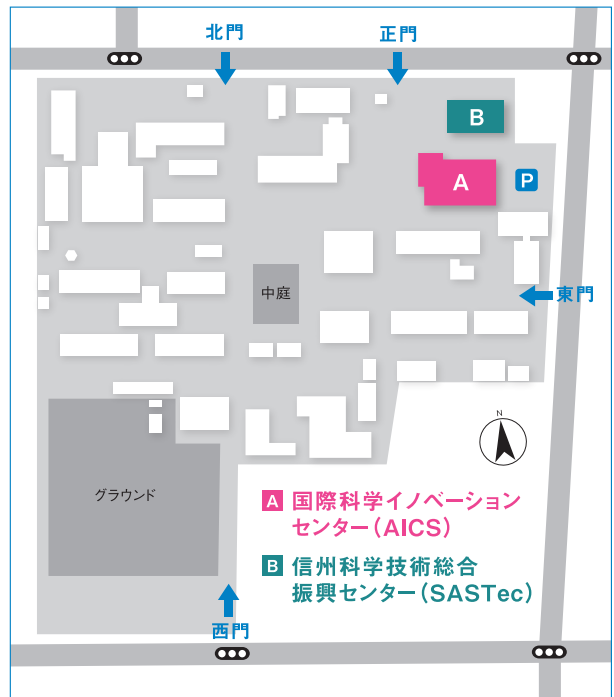 北門
正門
B
A
P
中庭
東門
N
グラウンド
A 国際科学イノベーション
センター(AICS)
B 信州科学技術総合
振興センター(SASTec)
西門